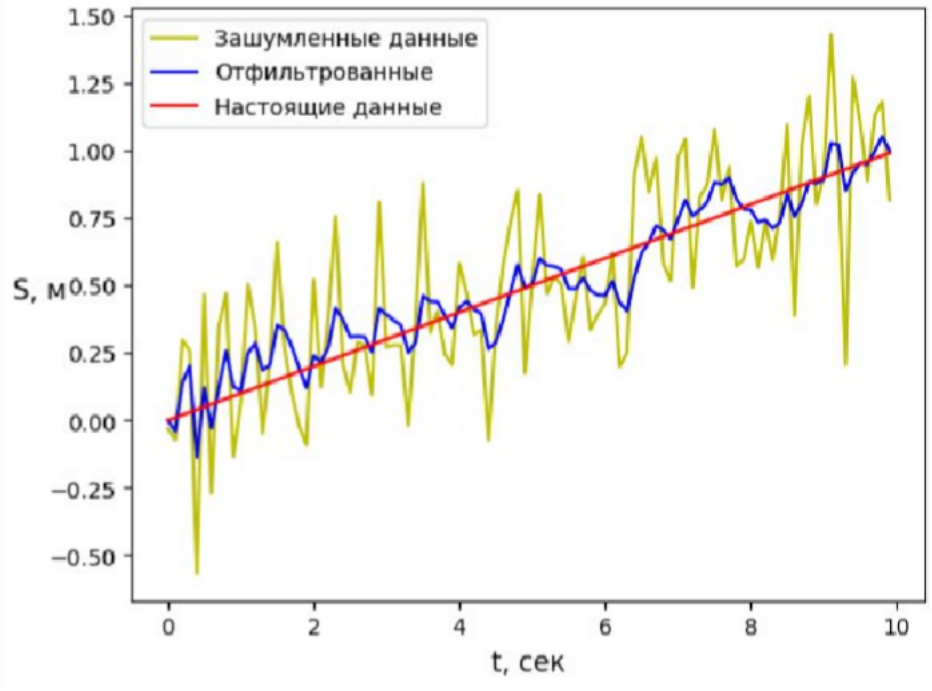 1.50
Зашумленные данные
Отфильтрованные
Настоящие данные
1.25
1.00
0.75
S, м
0.50
0.25
0.00
−0.25
−0.50
0 2 4 6 8 10
t, сек